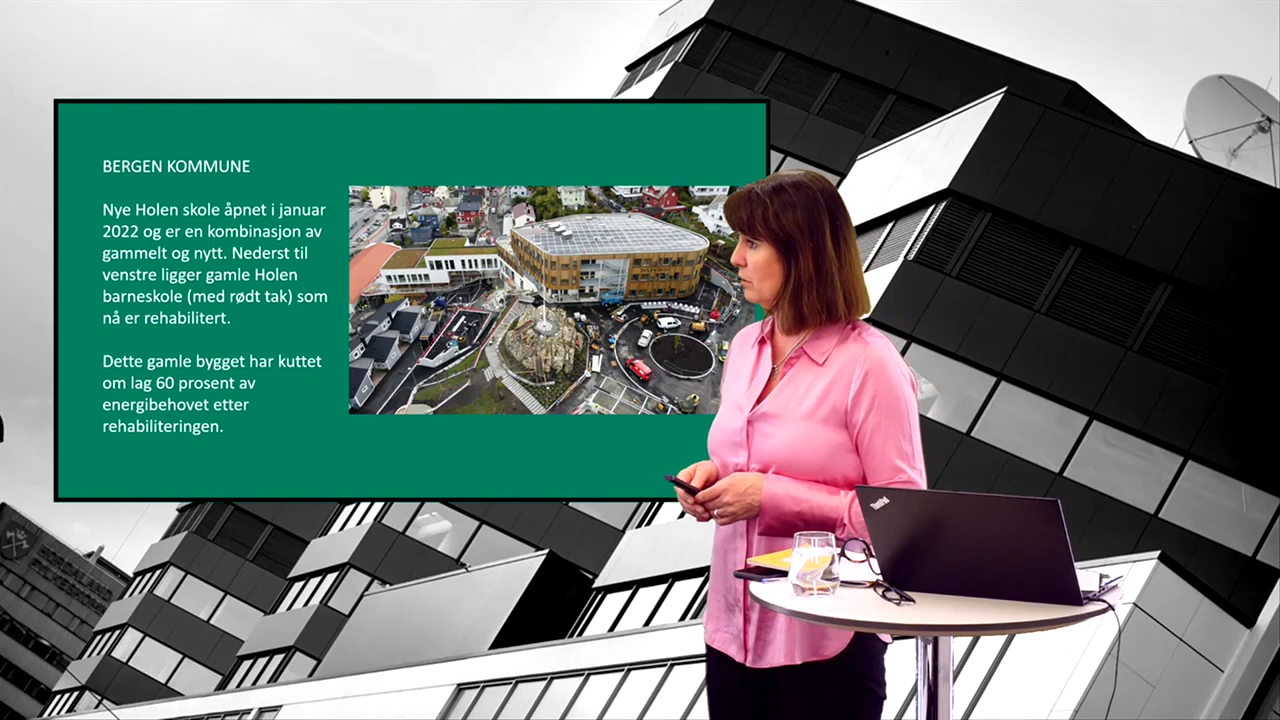 BERGEN KOMMUNE
Nye Holen skole åpnet i januar
2022 og er en kombinasjon av
gammelt og nytt. Nederst til
venstre ligger gamle Holen
barneskole (med rødt tak) som
nå er rehabilitert.
Dette gamle bygget har kuttet
om lag 60 prosent av
energibehovet etter
rehabiliteringen.
ThinkPad